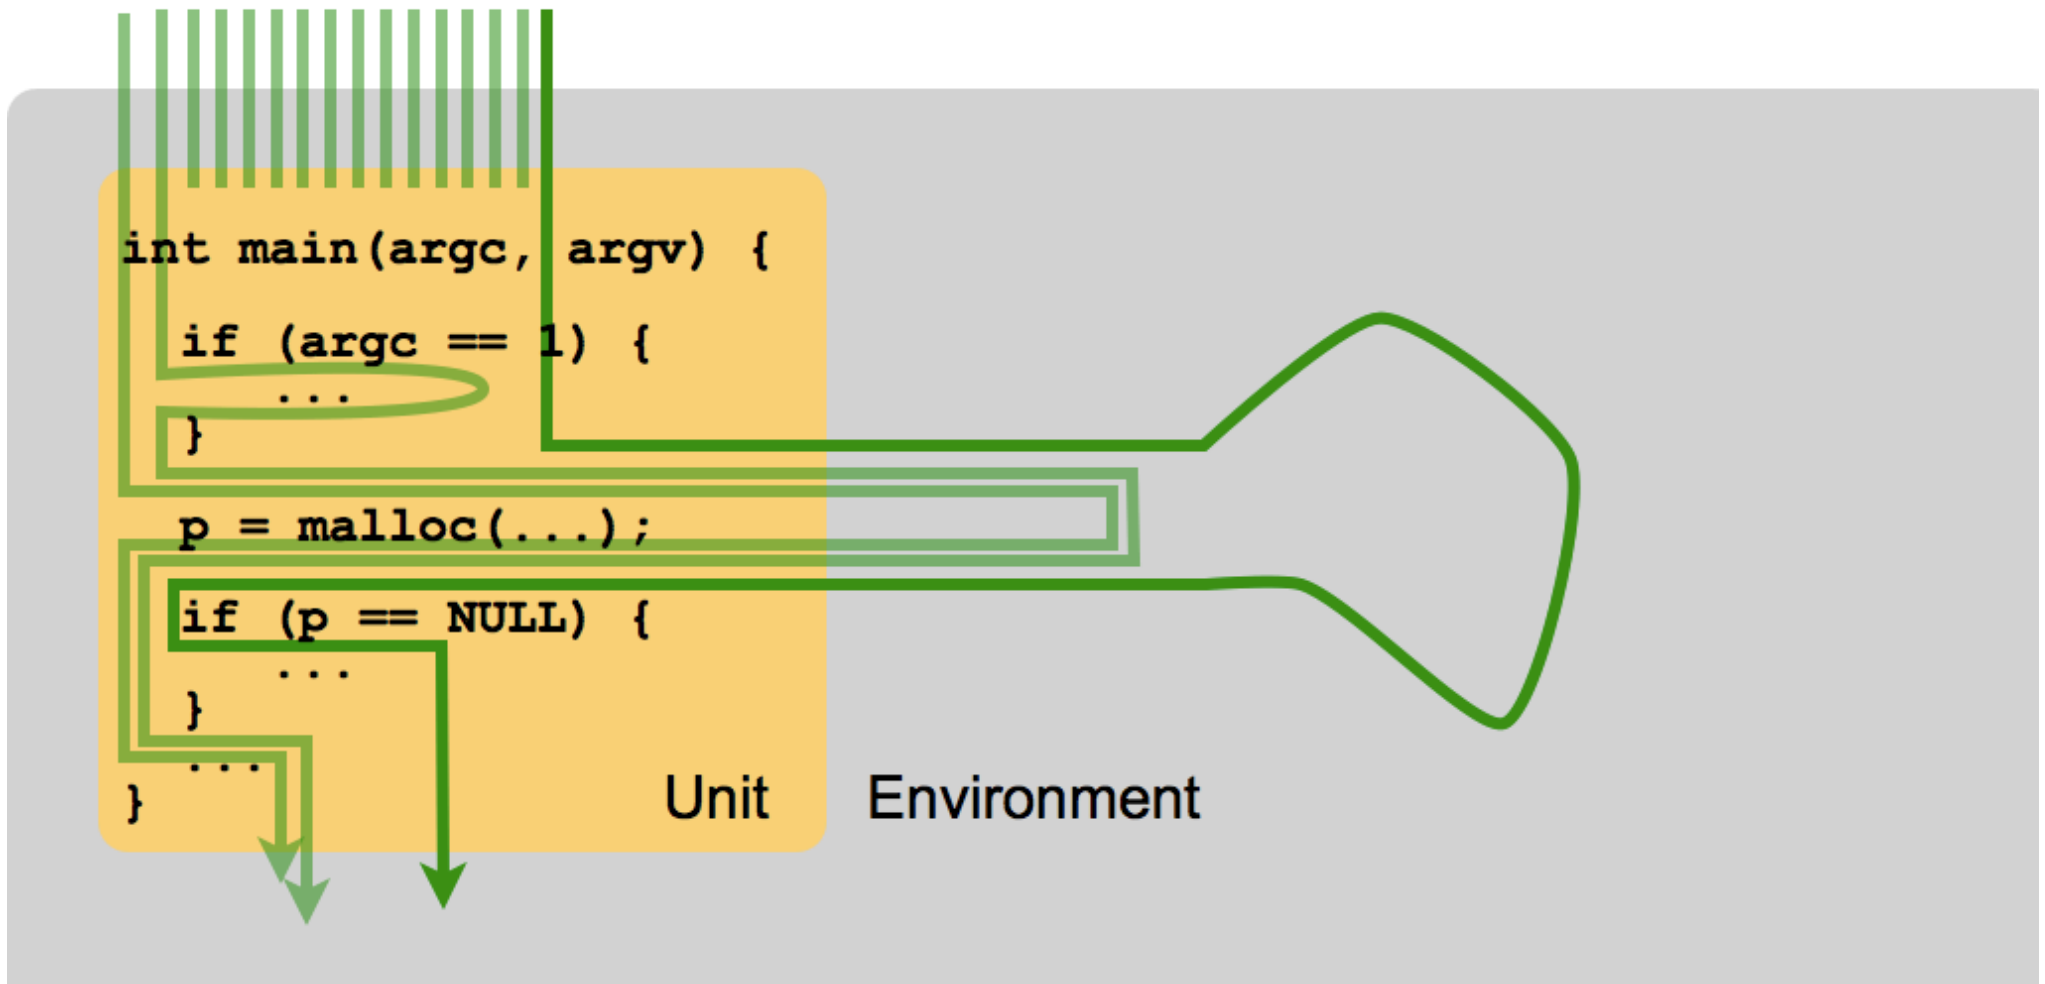 int main(argc, argv) {
if (argc == 1) {
...
}
p = malloc(...);
if (p == NULL) {
...
}
...
}
Unit
Environment